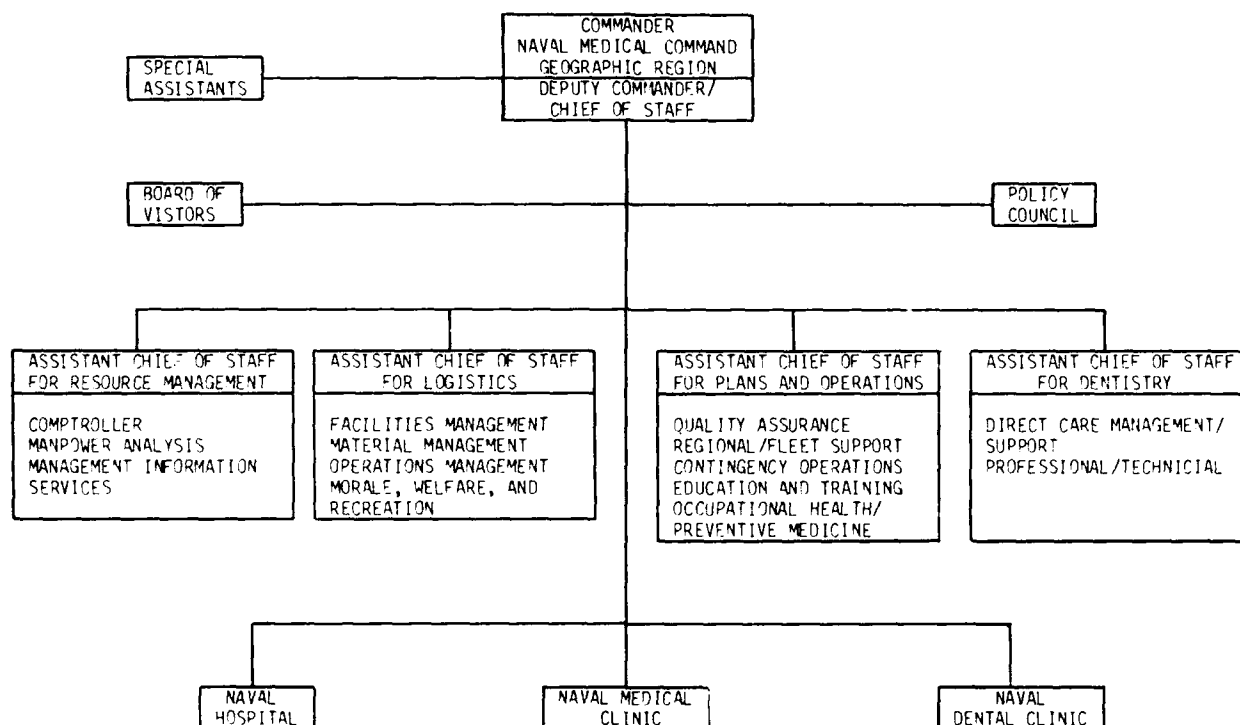 COMMANDER
NAVAL MEDICAL COMMAND
GEOGRAPHIC REGION
DEPUTY COMMANDER/
CHIEF OF STAFF
SPECIAL
ASSISTANTS
BOARD OF
VISTORS
POLICY
COUNCIL
ASSISTANT CHIEF OF STAFF
FOR RESOURCE MANAGEMENT
COMPTROLLER
MANPOWER ANALYSIS
MANAGEMENT INFORMATION
SERVICES
ASSISTANT CHIEF OF STAFF
FOR LOGISTICS
FACILITIES MANAGEMENT
MATERIAL MANAGEMENT
OPERATIONS MANAGEMENT
MORALE, WELFARE, AND
RECREATION
ASSISTANT CHIEF OF STAFF
FOR PLANS AND OPERATIONS
QUALITY ASSURANCE
REGIONAL/FLEET SUPPORT
CONTINGENCY OPERATIONS
EDUCATION AND TRAINING
OCCUPATIONAL HEALTH/
PREVENTIVE MEDICINE
ASSISTANT CHIEF OF STAFF
FOR DENTISTRY
DIRECT CARE MANAGEMENT/
SUPPORT
PROFESSIONAL/TECHNICIAL
NAVAL
HOSPITAL
NAVAL MEDICAL
CLINIC
NAVAL
DENTAL CLINIC